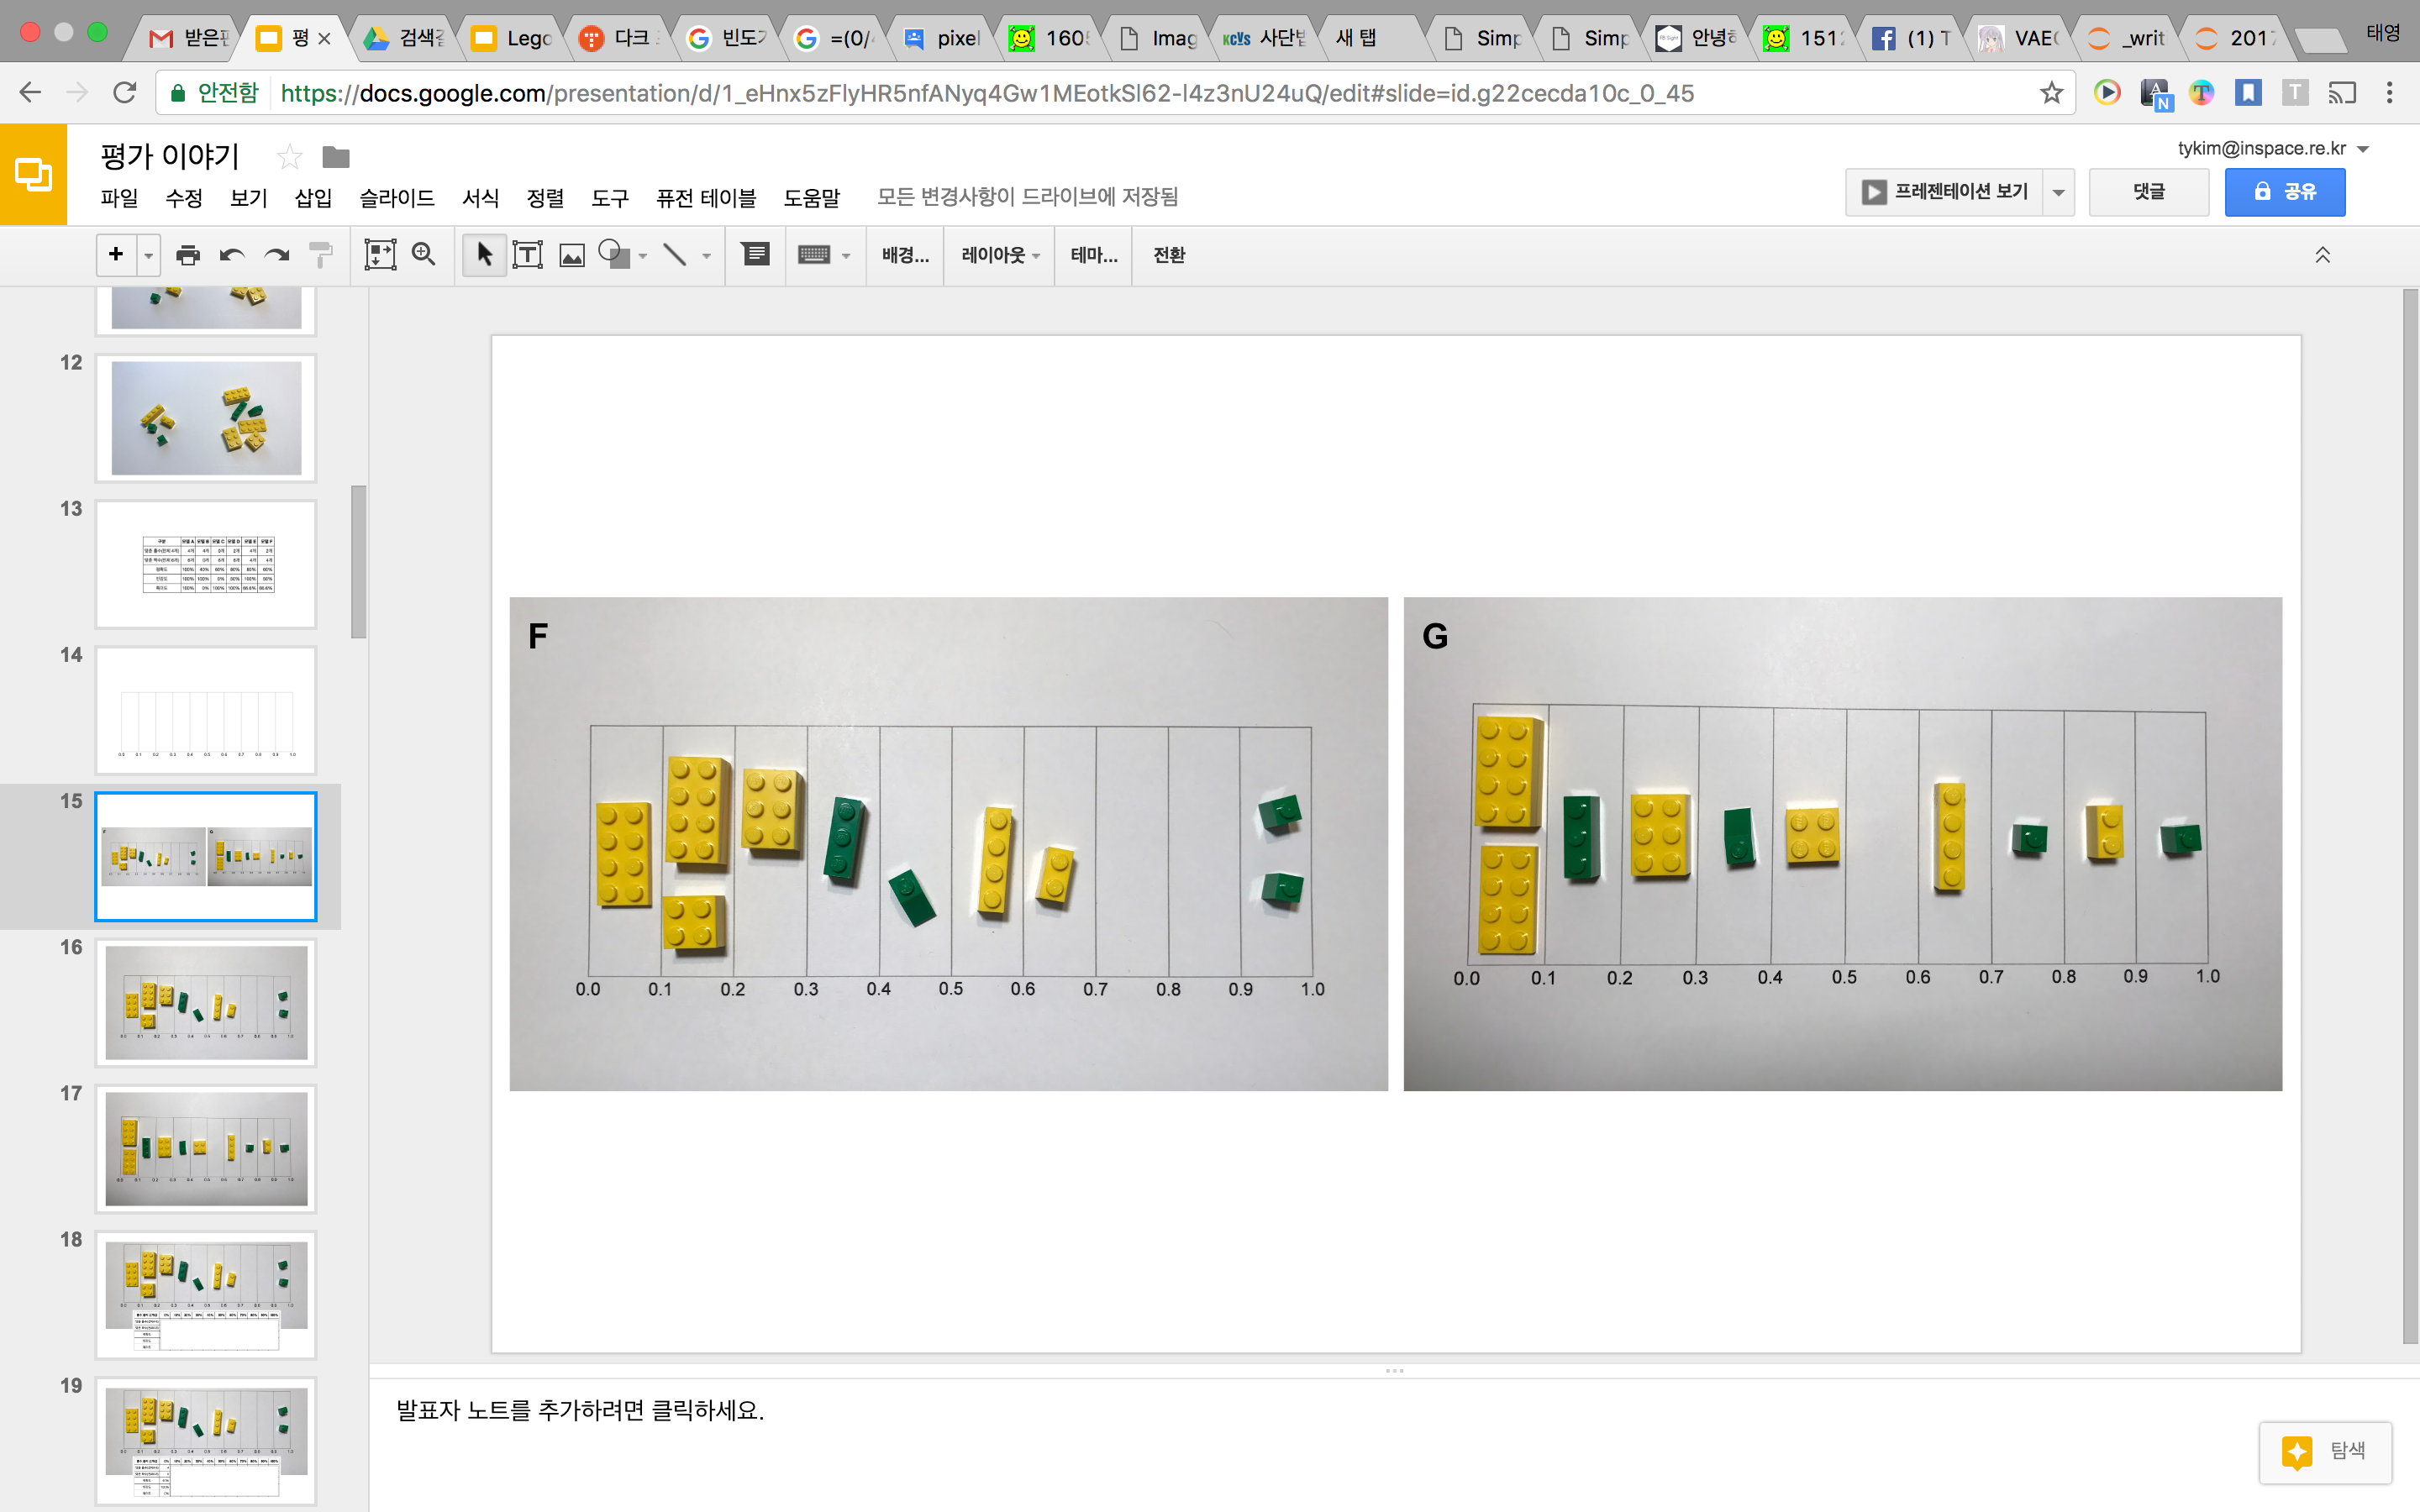 받은편
평
검색결
Lego
다크
빈도
=(0/
pixel
160
Imag
사단법
새 탭
Simp
Simp
안녕하
151
(1) T
VAE
_writ
201
태영
안전함 https://docs.google.com/presentation/d/1_eHnx5zFlyHR5nfANyq4Gw1MEotkSl62-l4z3nU24uQ/edit#slide=id.g22cecda10c_0_45
평가 이야기
tykim@inspace.re.kr
파일 수정 보기 삽입 슬라이드 서식 정렬 도구 퓨전 테이블 도움말 모든 변경사항이 드라이브에 저장됨
프레젠테이션 보기 댓글 공유
배경... 레이아웃 테마... 전환
12
13
14
15
16
17
18
19
F
0.0 0.1 0.2 0.3 0.4 0.5 0.6 0.7 0.8 0.9 1.0
G
0.0 0.1 0.2 0.3 0.4 0.5 0.6 0.7 0.8 0.9 1.0
발표자 노트를 추가하려면 클릭하세요.
탐색